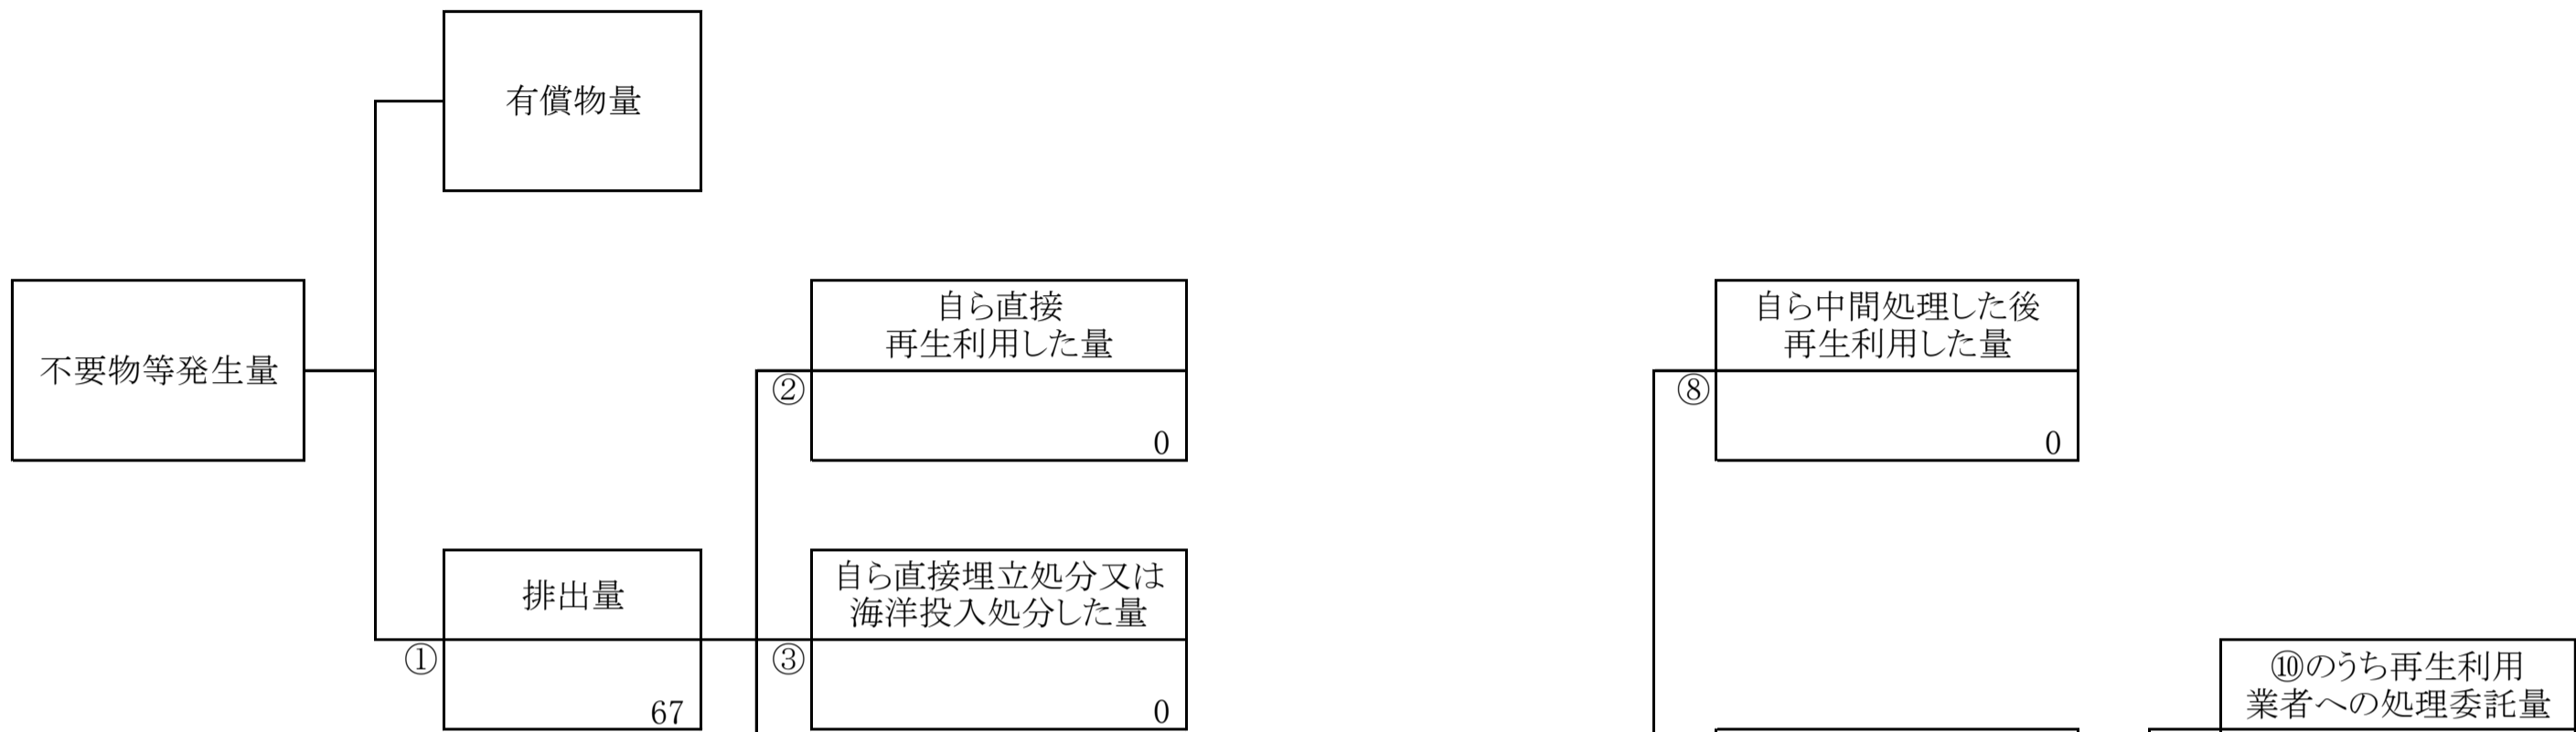 有償物量
不要物等発生量
自ら直接
再生利用した量
②
0
自ら中間処理した後
再生利用した量
⑧
0
排出量
①
67
自ら直接埋立処分又は
海洋投入処分した量
③
0
⑩のうち再生利用
業者への処理委託量